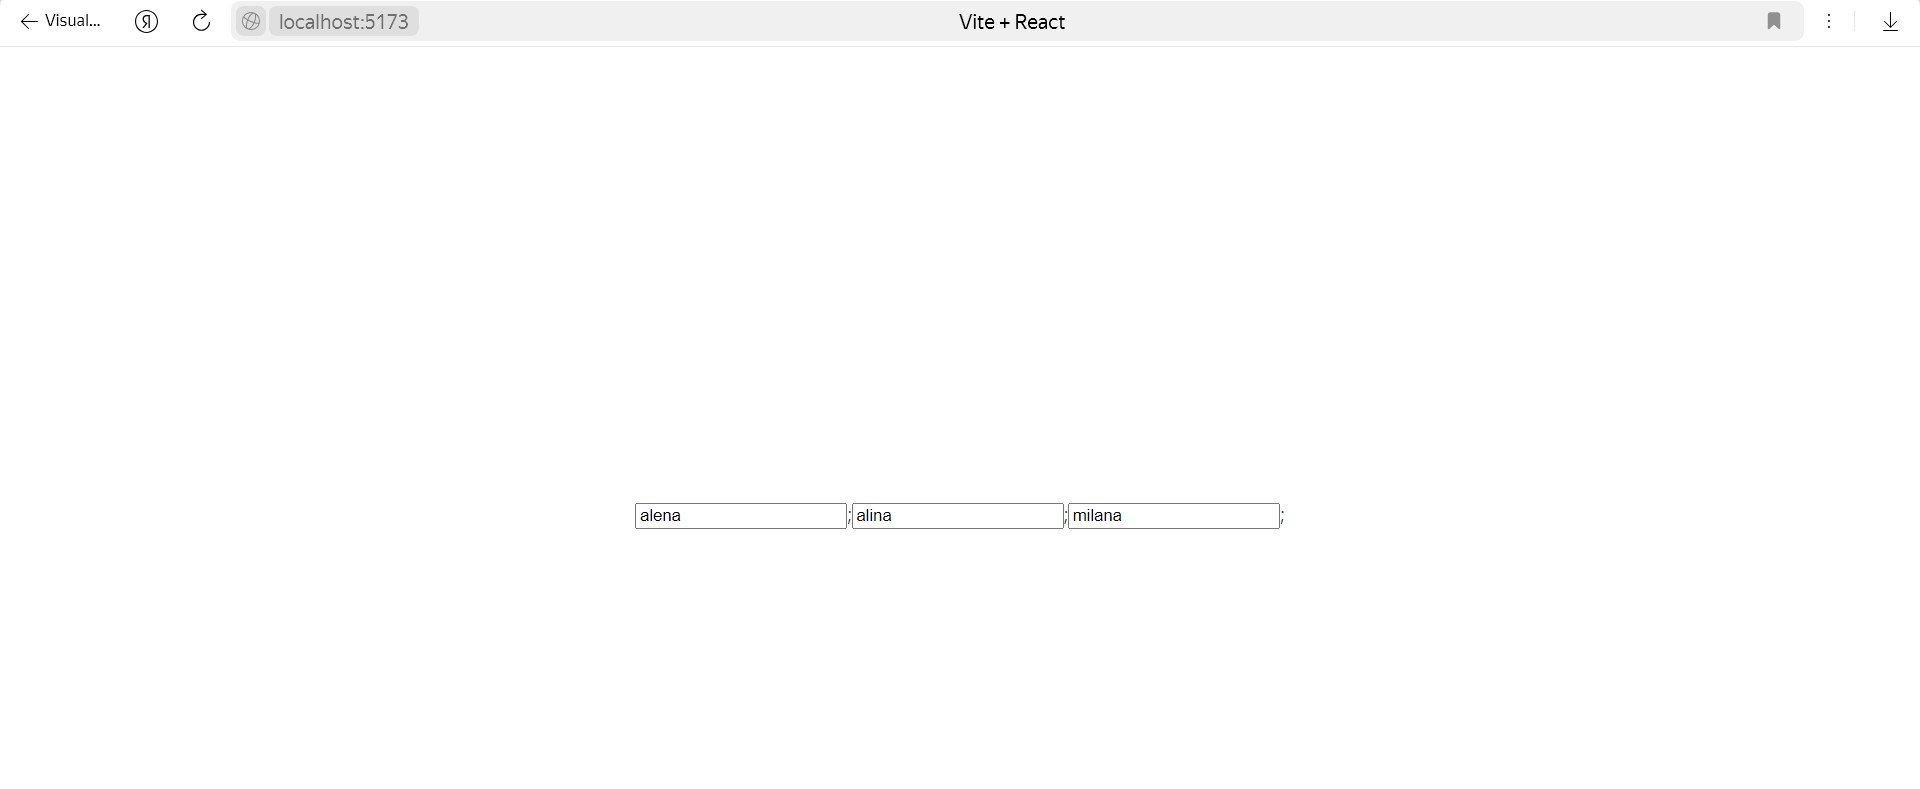 Visual... Я localhost:5173 Vite + React
alena ; alina ; milana ;